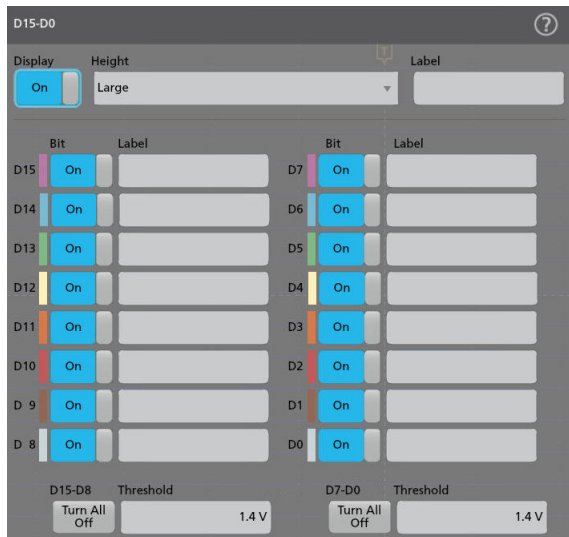 D15-D0 ?
Display Height T Label
On Large
Bit Label Bit Label
D15 On D7 On
D14 On D6 On
D13 On D5 On
D12 On D4 On
D11 On D3 On
D10 On D2 On
D 9 On D1 On
D 8 On D0 On
D15-D8 Threshold D7-D0 Threshold
Turn All Off 1.4 V Turn All Off 1.4 V